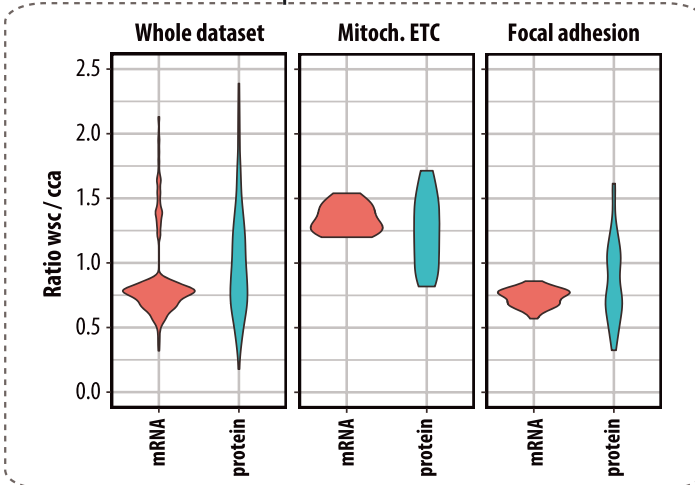 Whole dataset Mitoch. ETC Focal adhesion
Ratio wsc / cca
2.5
2.0
1.5
1.0
0.5
0.0
mRNA protein mRNA protein mRNA protein